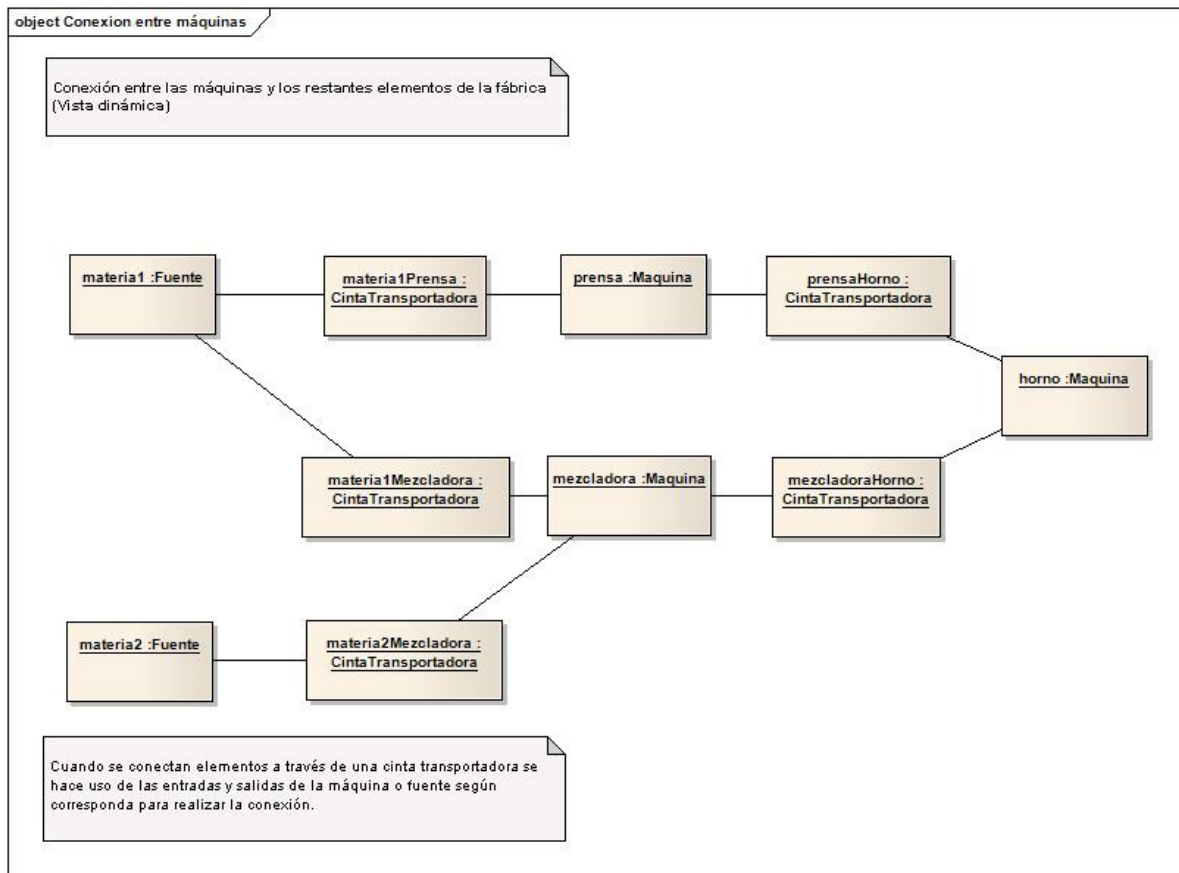 object Conexion entre máquinas
Conexión entre las máquinas y los restantes elementos de la fábrica
(Vista dinámica)
materia1 :Fuente
materia1Prensa :
CintaTransportadora
prensa :Maquina
prensaHorno :
CintaTransportadora
horno :Maquina
materia1Mezcladora :
CintaTransportadora
mezcladora :Maquina
mezcladoraHorno :
CintaTransportadora
materia2 :Fuente
materia2Mezcladora :
CintaTransportadora
Cuando se conectan elementos a través de una cinta transportadora se
hace uso de las entradas y salidas de la máquina o fuente según
corresponda para realizar la conexión.